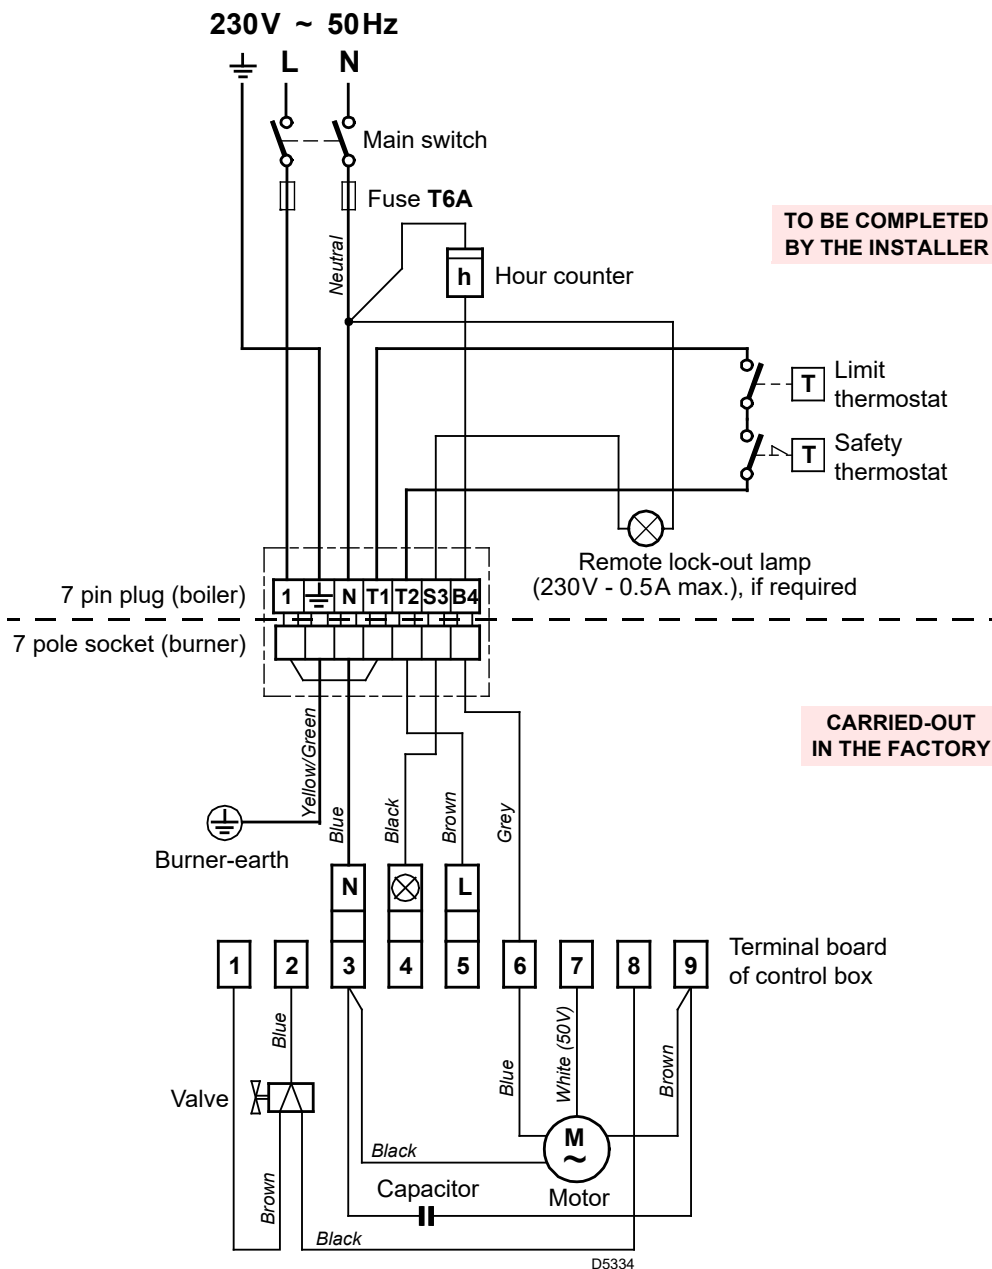 230V ~ 50Hz
L N
Main switch
Fuse T6A
TO BE COMPLETED
BY THE INSTALLER
Neutral
h
Hour counter
T
Limit
thermostat
T
Safety
thermostat
Remote lock-out lamp
(230V - 0.5A max.), if required
7 pin plug (boiler)
1 N T1 T2 S3 B4
7 pole socket (burner)
CARRIED-OUT
IN THE FACTORY
Yellow/Green
Blue
Black
Brown
Grey
Burner-earth
N L
1 2 3 4 5 6 7 8 9
Terminal board
of control box
Blue
Blue
White (50V)
Brown
Valve
M
~
Black
Motor
Capacitor
Brown
Black
D5334